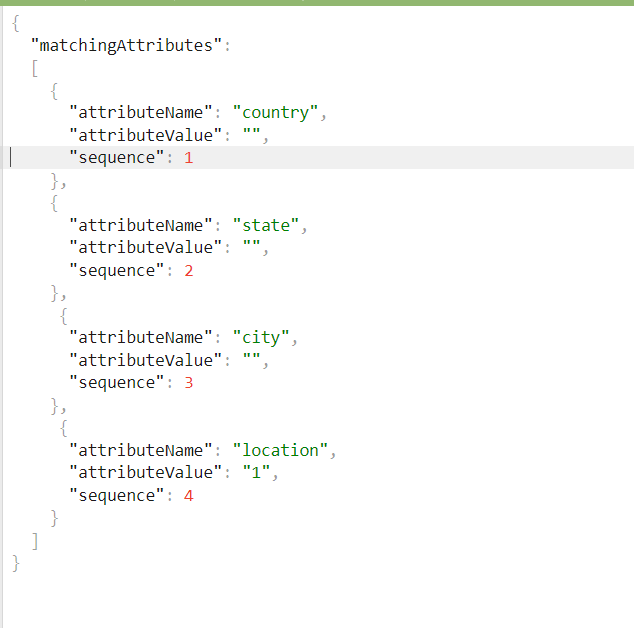 {
  "matchingAttributes":
  [
    {
      "attributeName": "country",
      "attributeValue": "",
      "sequence": 1
    },
    {
      "attributeName": "state",
      "attributeValue": "",
      "sequence": 2
    },
     {
      "attributeName": "city",
      "attributeValue": "",
      "sequence": 3
    },
     {
      "attributeName": "location",
      "attributeValue": "1",
      "sequence": 4
    }
  ]
}